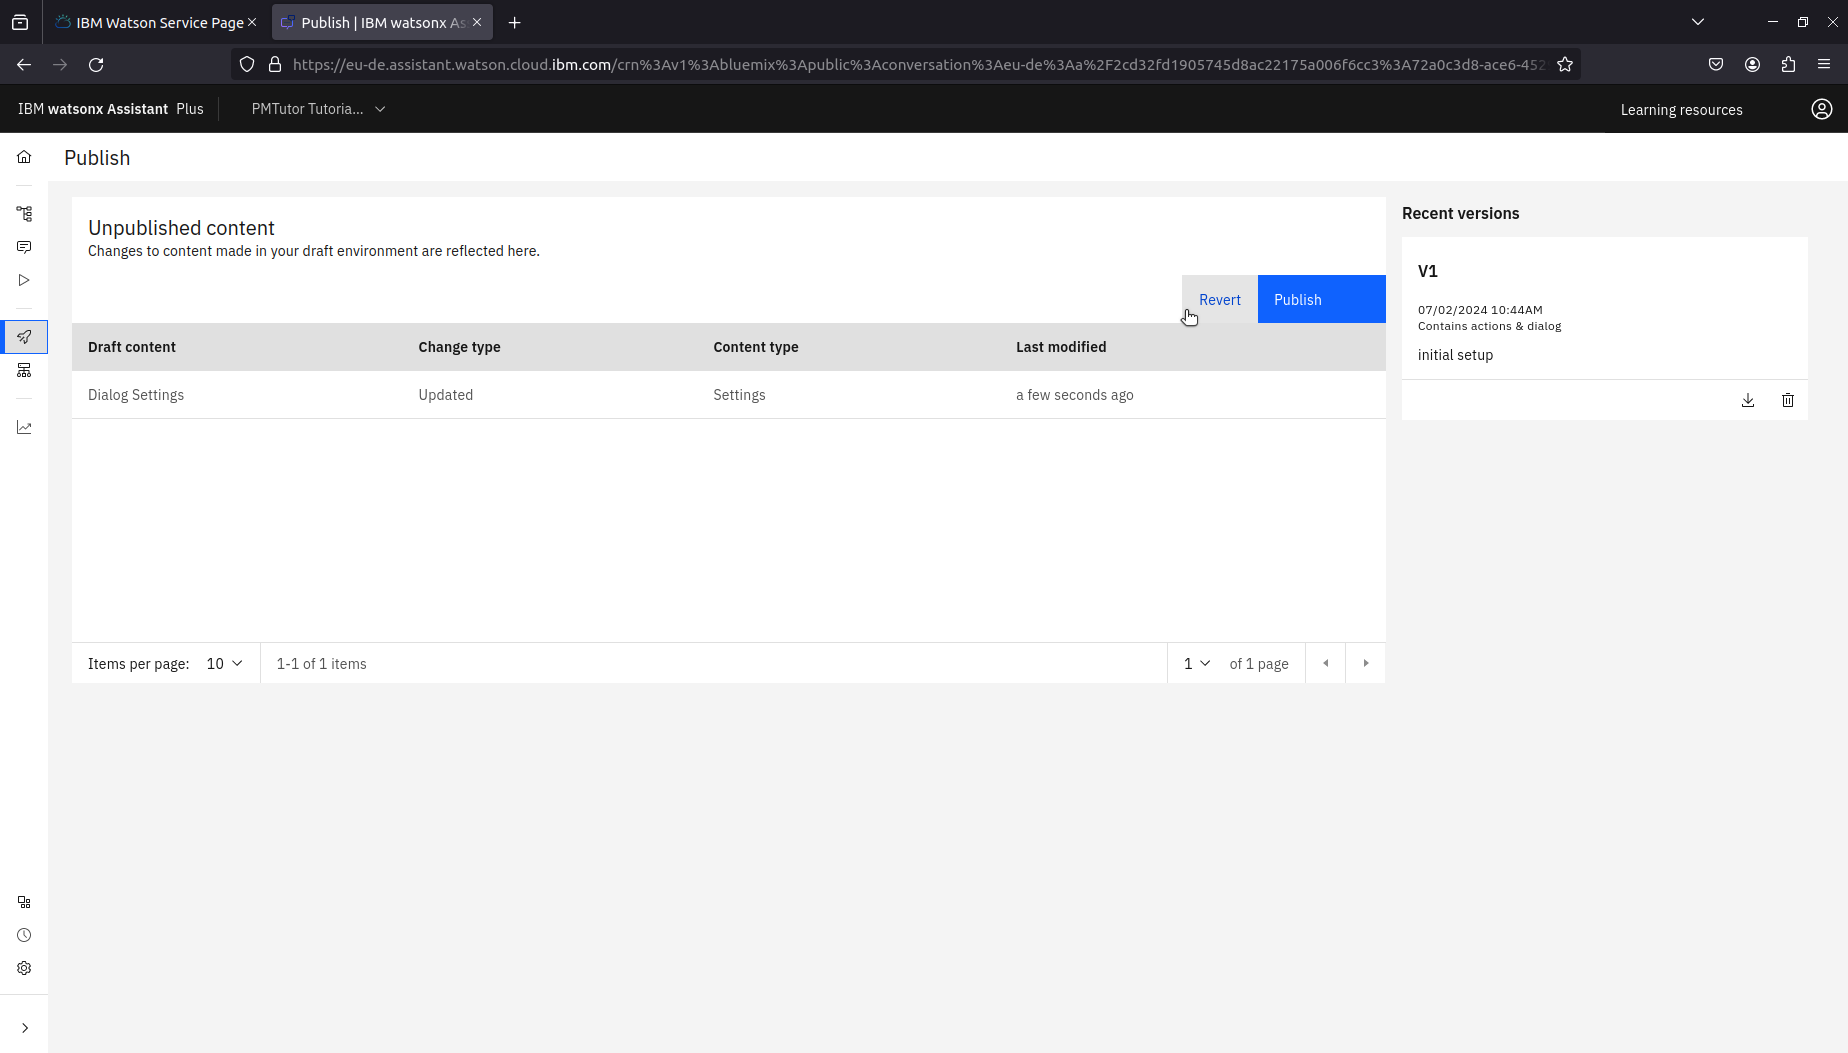 IBM Watson Service Page
Publish | IBM watsonx As
https://eu-de.assistant.watson.cloud.ibm.com/crn%3Av1%3Abluemix%3Apublic%3Aconversation%3Aeu-de%3Aa%2F2cd32fd1905745d8ac22175a006f6cc3%3A72a0c3d8-ace6-452
IBM watsonx Assistant Plus
PMTutor Tutoria...
Learning resources
Publish
Unpublished content
Changes to content made in your draft environment are reflected here.
Revert
Publish
Draft content Change type Content type Last modified
Dialog Settings Updated Settings a few seconds ago
Items per page: 10 1-1 of 1 items 1 of 1 page
Recent versions
V1
07/02/2024 10:44AM
Contains actions & dialog
initial setup